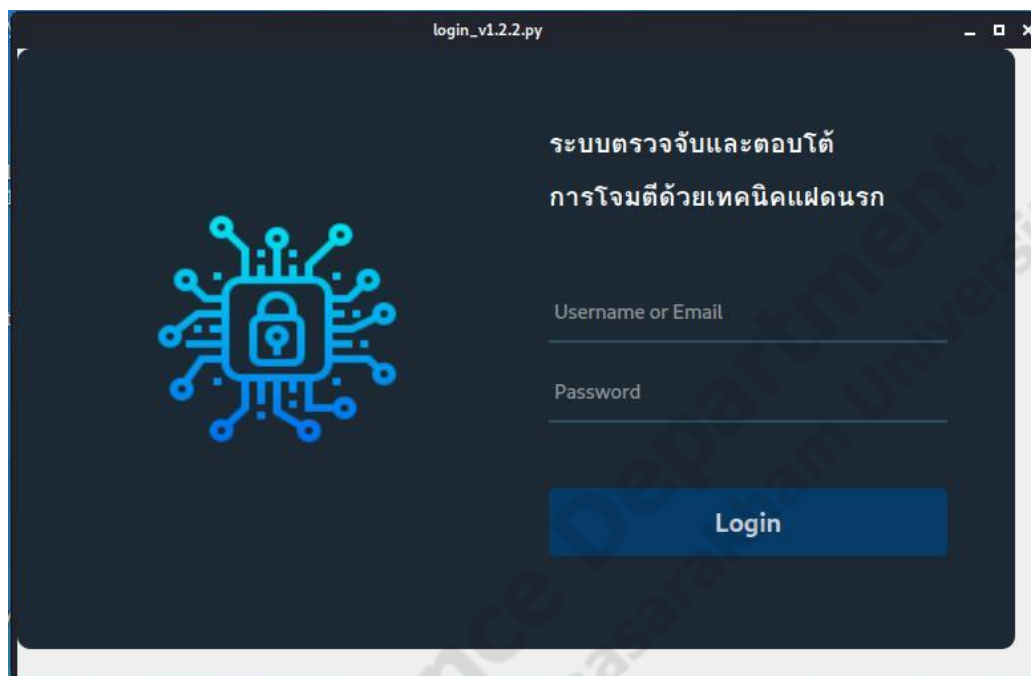 login_v1.2.2.py
ระบบตรวจจับและตอบโต้
การโจมตีด้วยเทคนิคแฝดนรก
Username or Email
Password
Login